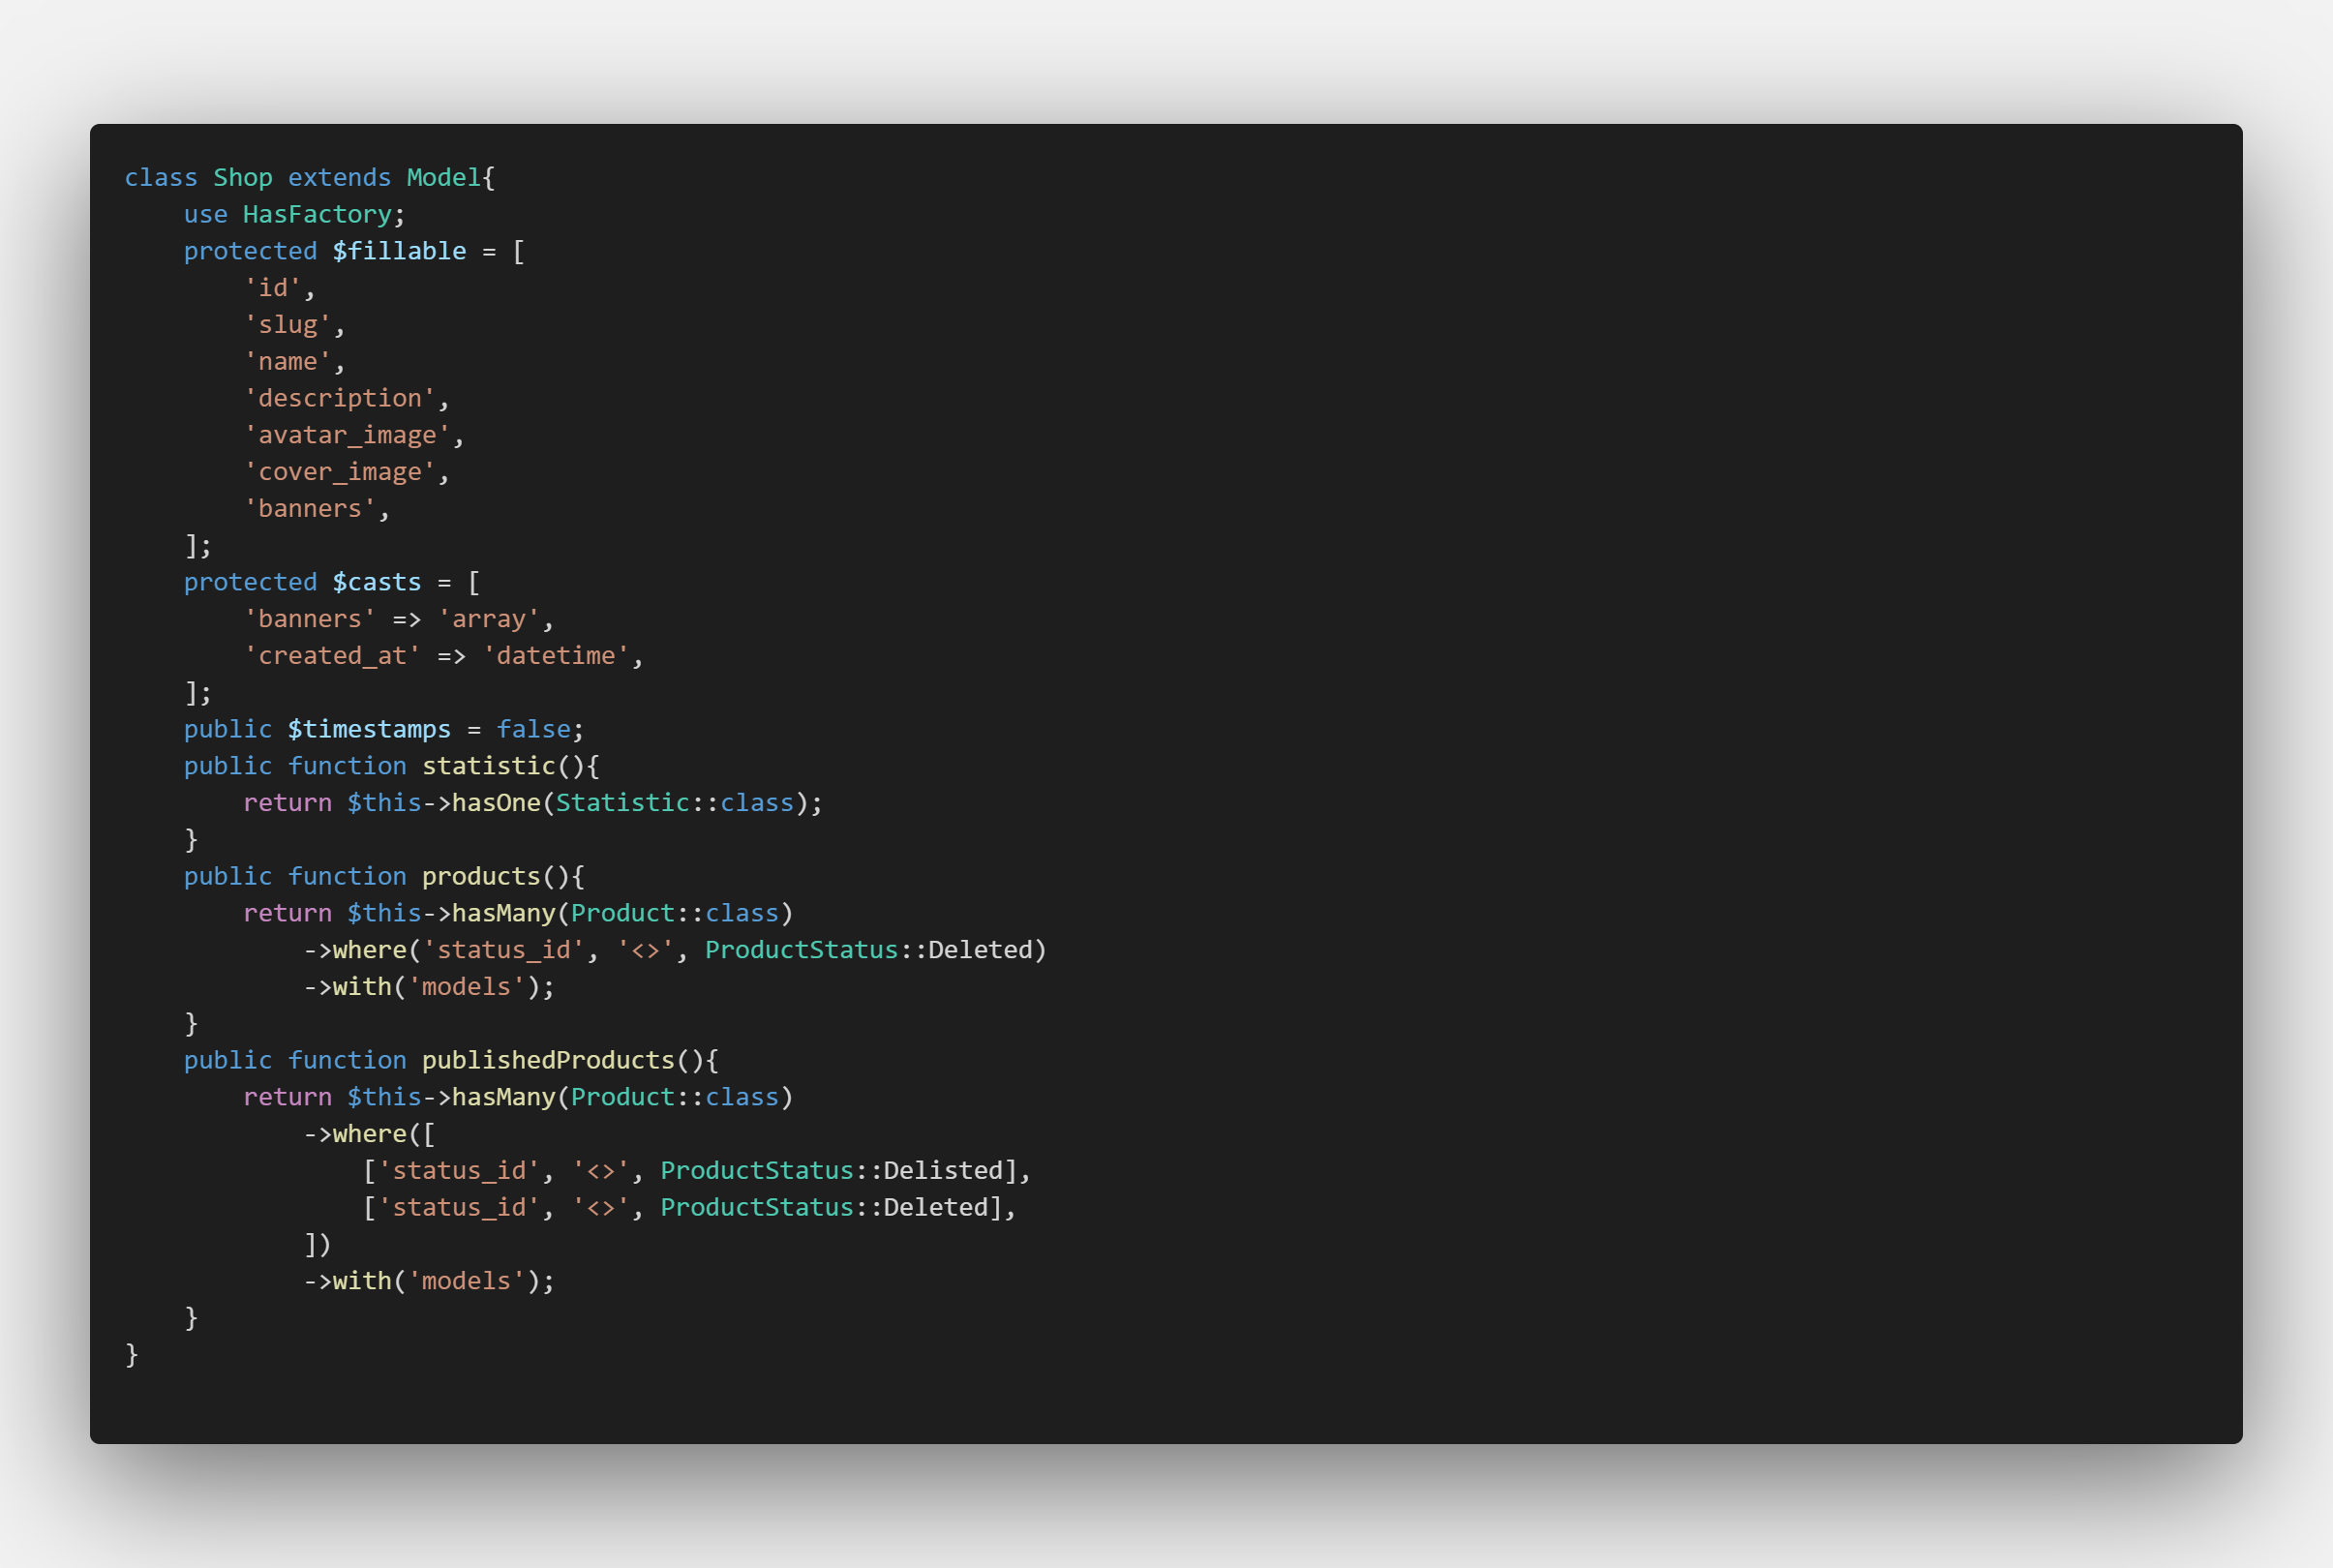 class Shop extends Model{
    use HasFactory;
    protected $fillable = [
        'id',
        'slug',
        'name',
        'description',
        'avatar_image',
        'cover_image',
        'banners',
    ];
    protected $casts = [
        'banners' => 'array',
        'created_at' => 'datetime',
    ];
    public $timestamps = false;
    public function statistic(){
        return $this->hasOne(Statistic::class);
    }
    public function products(){
        return $this->hasMany(Product::class)
            ->where('status_id', '<>', ProductStatus::Deleted)
            ->with('models');
    }
    public function publishedProducts(){
        return $this->hasMany(Product::class)
            ->where([
                ['status_id', '<>', ProductStatus::Delisted],
                ['status_id', '<>', ProductStatus::Deleted],
            ])
            ->with('models');
    }
}